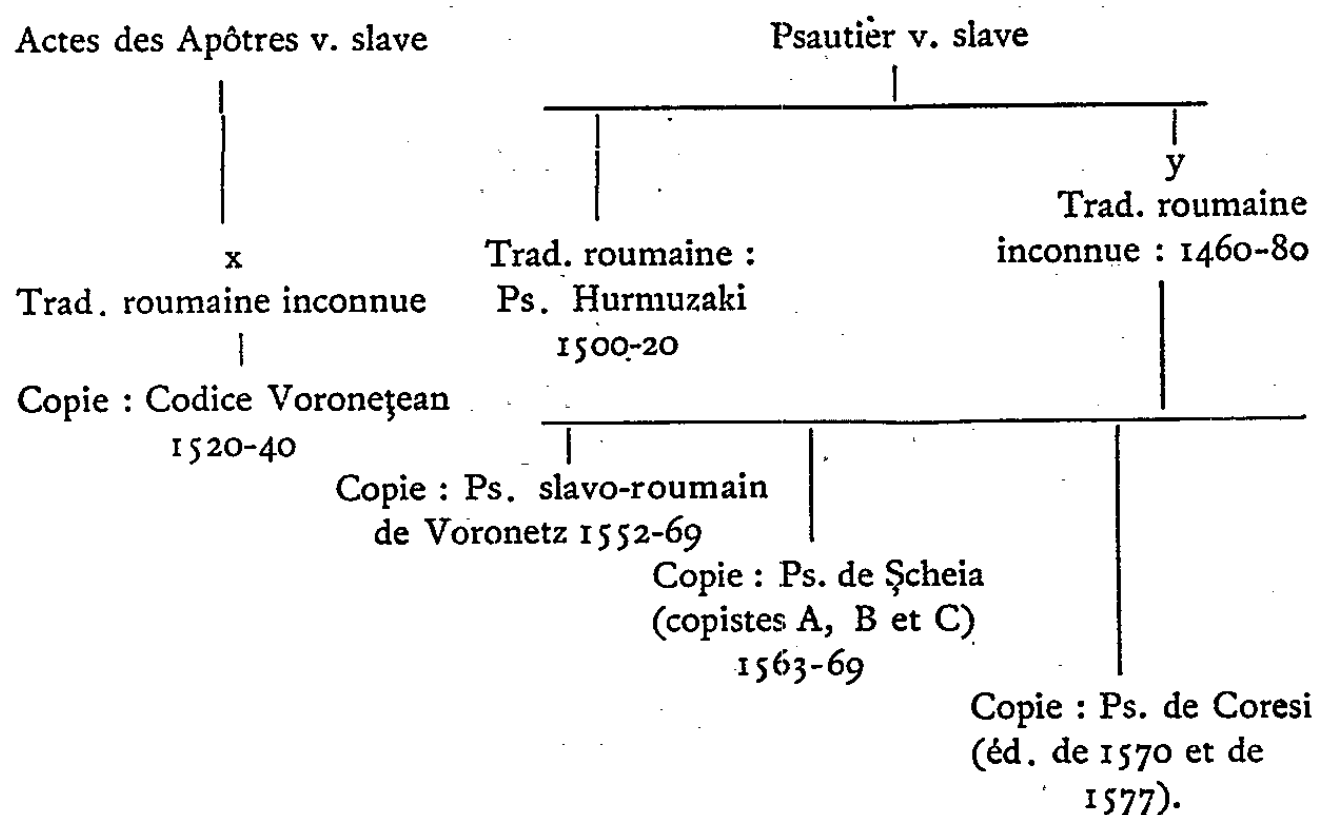 Actes des Apôtres v. slave
Psautier v. slave
x
Trad. roumaine inconnue
Copie : Codice Voroneţean
1520-40
Trad. roumaine :
Ps. Hurmuzaki
1500-20
y
Trad. roumaine
inconnue : 1460-80
Copie : Ps. slavo-roumain
de Voronetz 1552-69
Copie : Ps. de Şcheia
(copistes A, B et C)
1563-69
Copie : Ps. de Coresi
(éd. de 1570 et de
1577).